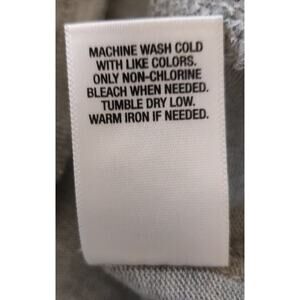 MACHINE WASH COLD
WITH LIKE COLORS.
ONLY NON-CHLORINE
BLEACH WHEN NEEDED.
TUMBLE DRY LOW.
WARM IRON IF NEEDED.